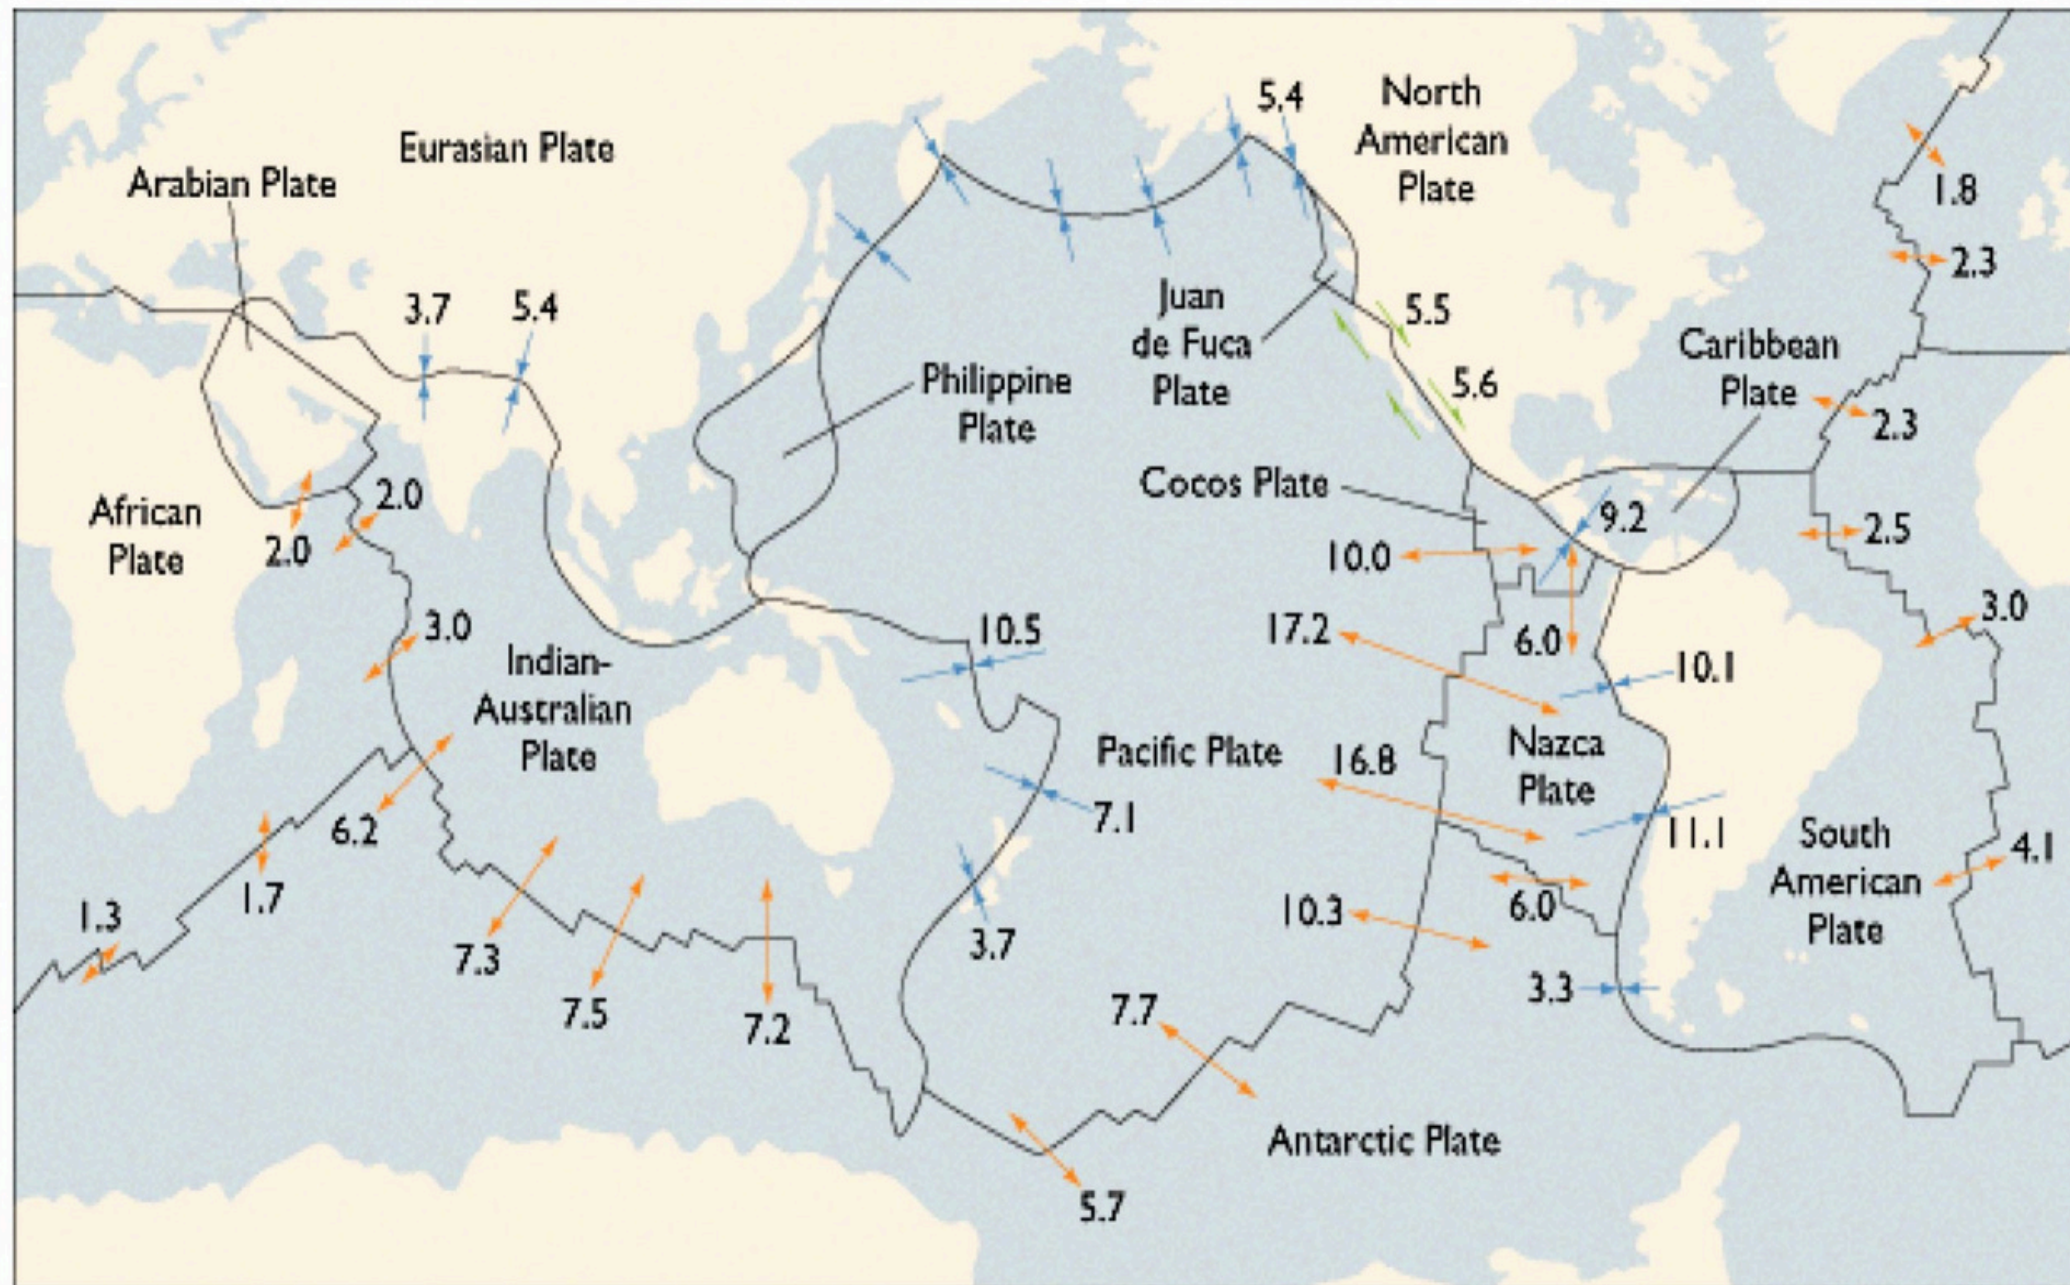 5.4
North
American
Plate
Eurasian Plate
Arabian Plate
1.8
2.3
3.7
5.4
Juan
de Fuca
Plate
5.5
Caribbean
Plate
Philippine
Plate
5.6
2.3
Cocos Plate
2.0
African
Plate
2.0
9.2
2.5
10.0
3.0
3.0
10.5
17.2
6.0
Indian-
Australian
Plate
10.1
Pacific Plate
16.8
Nazca
Plate
6.2
7.1
11.1
South
American
Plate
4.1
1.7
1.3
7.3
3.7
10.3
6.0
7.5
7.2
7.7
3.3
Antarctic Plate
5.7